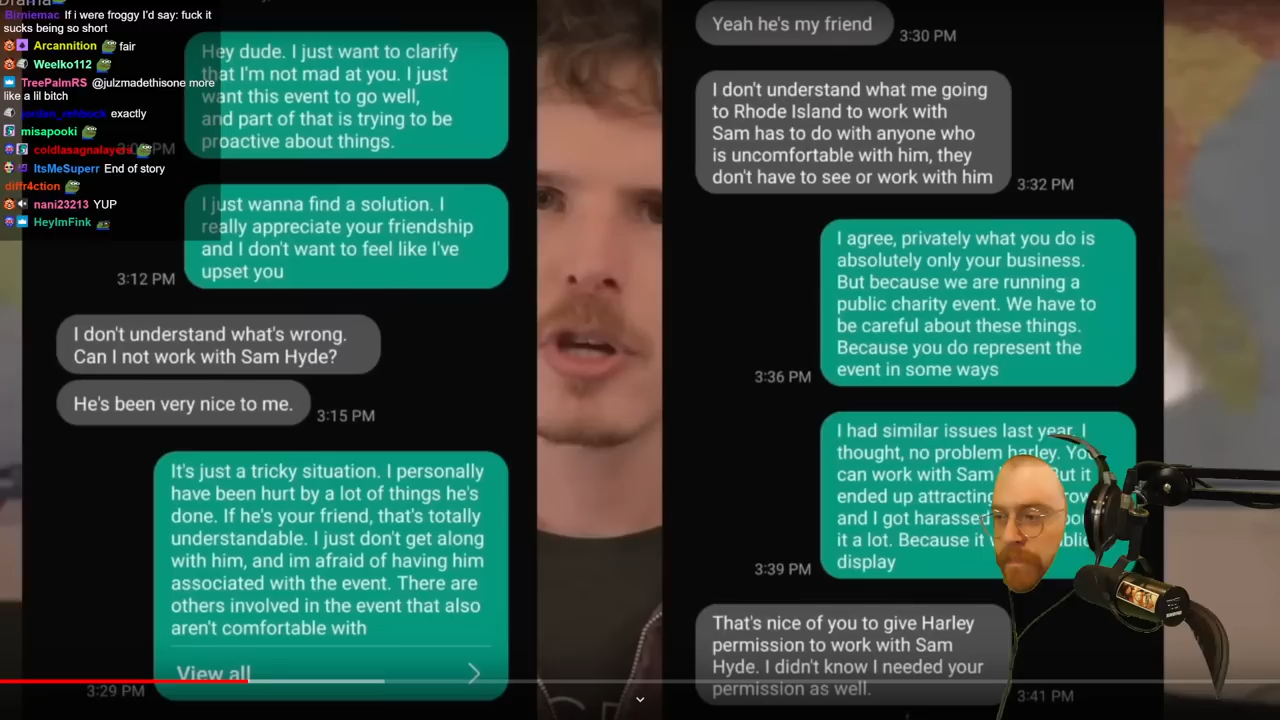 Drama
Birniemac If i were froggy I'd say: fuck it
sucks being so short
Arcannition fair
Weelko112
TreePalmRS @julzmadethisone more
like a lil bitch
exactly
misapooki
coldlasagnalayers
ItsMeSuperr End of story
diffr4ction
nani23213 YUP
HeyImFink
Hey dude. I just want to clarify
that I'm not mad at you. I just
want this event to go well,
and part of that is trying to be
proactive about things.
PM
I just wanna find a solution. I
really appreciate your friendship
and I don't want to feel like I've
upset you
3:12 PM
I don't understand what's wrong.
Can I not work with Sam Hyde?
He's been very nice to me.
3:15 PM
It's just a tricky situation. I personally
have been hurt by a lot of things he's
done. If he's your friend, that's totally
understandable. I just don't get along
with him, and im afraid of having him
associated with the event. There are
others involved in the event that also
aren't comfortable with
View all
3:29 PM
Yeah he's my friend
3:30 PM
I don't understand what me going
to Rhode Island to work with
Sam has to do with anyone who
is uncomfortable with him, they
don't have to see or work with him
3:32 PM
I agree, privately what you do is
absolutely only your business.
But because we are running a
public charity event. We have to
be careful about these things.
Because you do represent the
event in some ways
3:36 PM
I had similar issues last year. I
thought, no problem harley. You
can work with Sam But it
ended up attracting
and I got harassed
it a lot. Because it
display
3:39 PM
That's nice of you to give Harley
permission to work with Sam
Hyde. I didn't know I needed your
permission as well.
3:41 PM